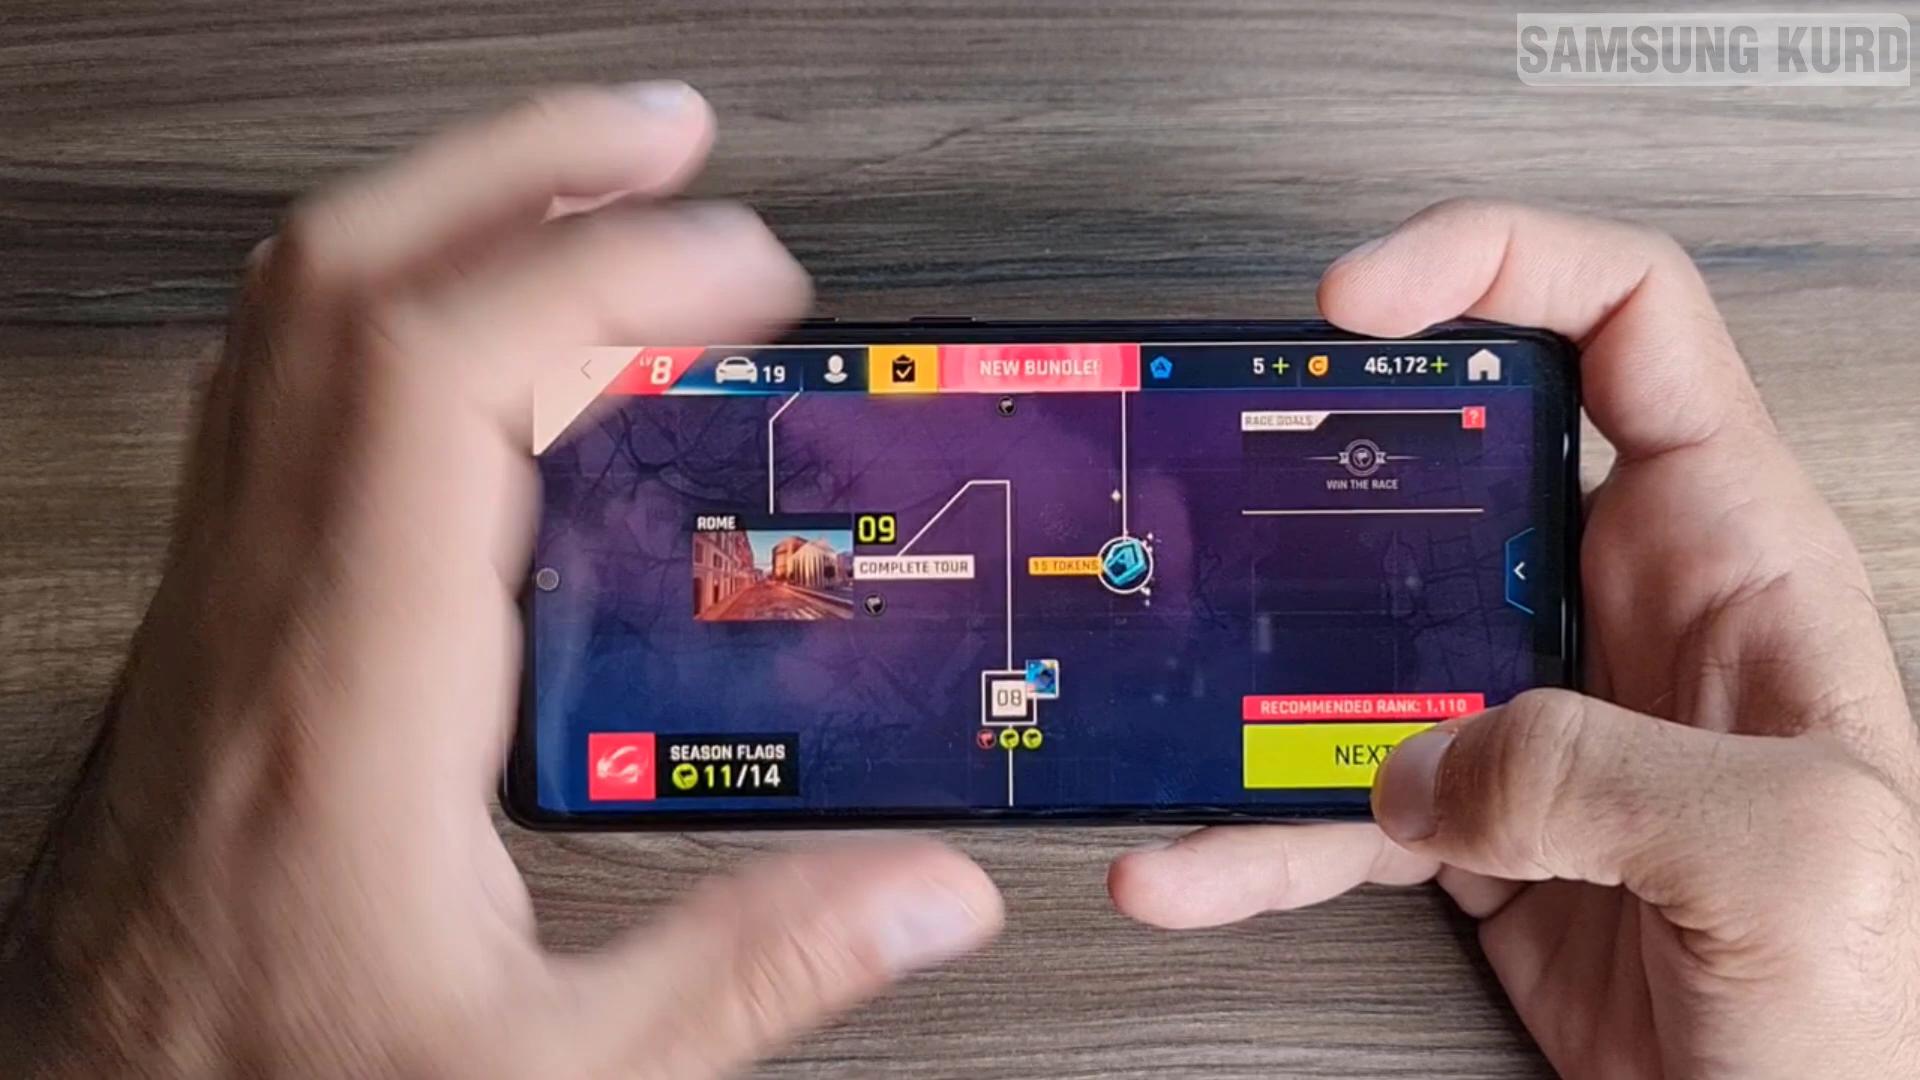 SAMSUNG KURD
LV 8
19
NEW BUNDLE!
5 +
46,172 +
RACE GOALS
?
WIN THE RACE
ROME
09
COMPLETE TOUR
15 TOKENS
08
RECOMMENDED RANK: 1,110
NEXT
SEASON FLAGS
11/14